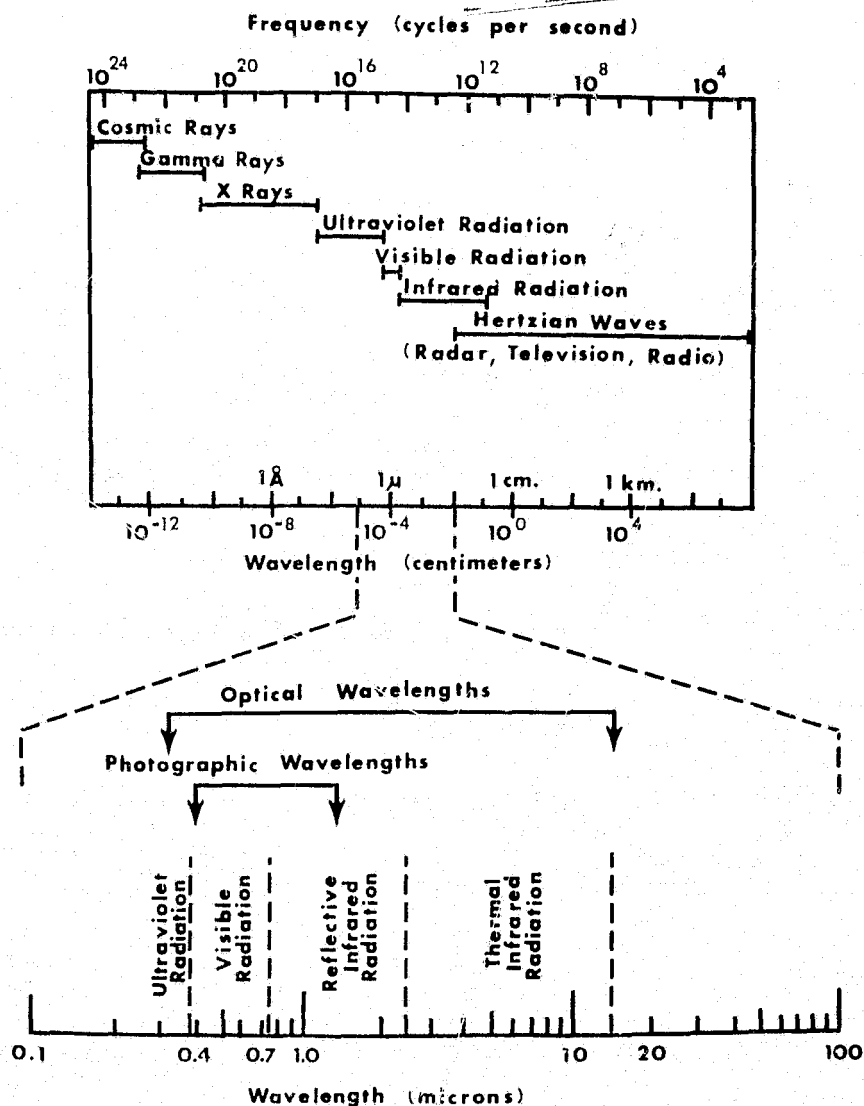 Frequency (cycles per second)
10^24 10^20 10^16 10^12 10^8 10^4
Cosmic Rays
Gamma Rays
X Rays
Ultraviolet Radiation
Visible Radiation
Infrared Radiation
Hertzian Waves
(Radar, Television, Radio)
1Å 1μ 1 cm. 1 km.
10^-12 10^-8 10^-4 10^0 10^4
Wavelength (centimeters)
Optical Wavelengths
Photographic Wavelengths
Ultraviolet
Radiation
Visible
Radiation
Reflective
Infrared
Radiation
Thermal
Infrared
Radiation
0.1 0.4 0.7 1.0 10 20 100
Wavelength (microns)